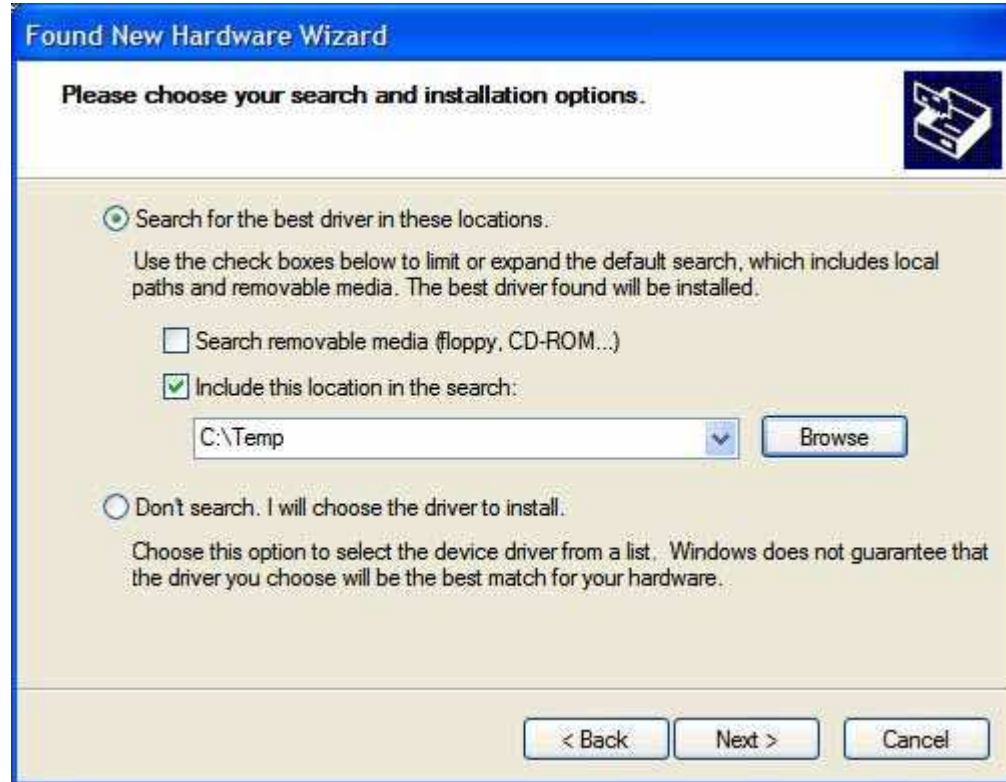 Found New Hardware Wizard
Please choose your search and installation options.
Search for the best driver in these locations.
Use the check boxes below to limit or expand the default search, which includes local
paths and removable media. The best driver found will be installed.
Search removable media (floppy, CD-ROM...)
Include this location in the search:
C:\Temp
Browse
Don't search. I will choose the driver to install.
Choose this option to select the device driver from a list. Windows does not guarantee that
the driver you choose will be the best match for your hardware.
< Back Next > Cancel